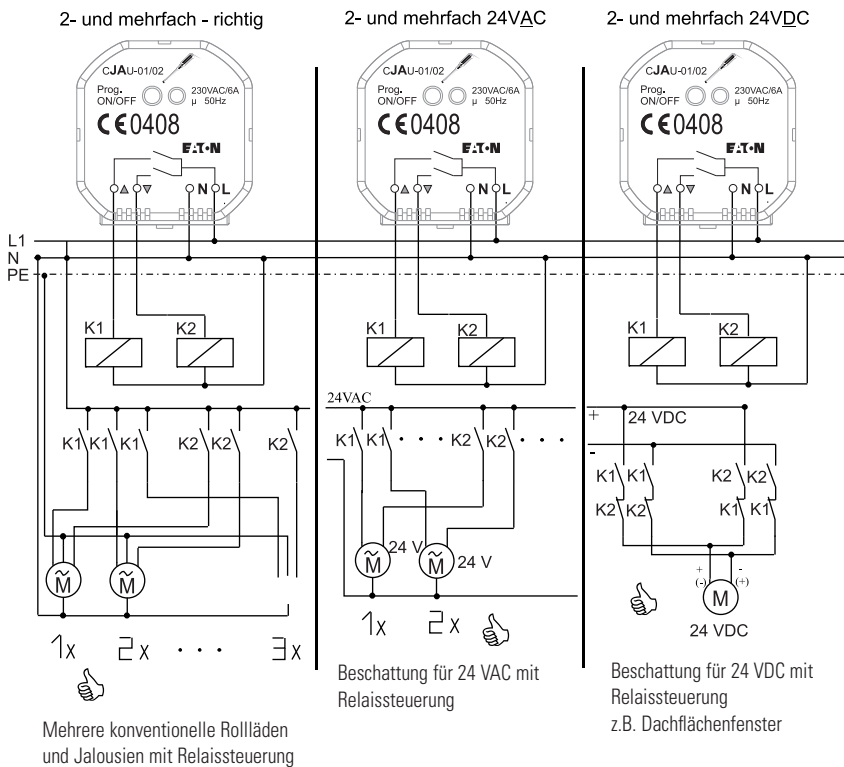 2- und mehrfach - richtig
2- und mehrfach 24VAC
2- und mehrfach 24VDC
CJAU-01/02
Prog.
ON/OFF
230VAC/6A
µ 50Hz
CE0408
EATON
N L
CJAU-01/02
Prog.
ON/OFF
230VAC/6A
µ 50Hz
CE0408
EATON
N L
CJAU-01/02
Prog.
ON/OFF
230VAC/6A
µ 50Hz
CE0408
EATON
N L
L1
N
PE
K1 K2
K1 K2
K1 K2
24VAC
+ 24 VDC
-
K1 K1 K1 K2 K2 K2
K1 K1 · · · · K2 K2 · · ·
K1 K1 K2 K2
K2 K2 K1 K1
M M
24 V 24 V
M M
+ -
(-) (+)
M
24 VDC
1x 2x · · · 3x
1x 2x
Mehrere konventionelle Rollläden
und Jalousien mit Relaissteuerung
Beschattung für 24 VAC mit
Relaissteuerung
Beschattung für 24 VDC mit
Relaissteuerung
z.B. Dachflächenfenster